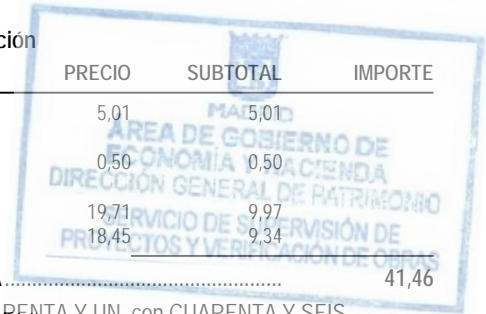 ción
PRECIO SUBTOTAL IMPORTE
5,01 5,01
MADRID
ÁREA DE GOBIERNO DE
ECONOMÍA Y HACIENDA
0,50 0,50
DIRECCIÓN GENERAL DE PATRIMONIO
19,71 9,97
SERVICIO DE SUPERVISIÓN DE
18,45 9,34
PROYECTOS Y VERIFICACIÓN DE OBRAS
41,46
RENTA Y UN con CUARENTA Y SEIS